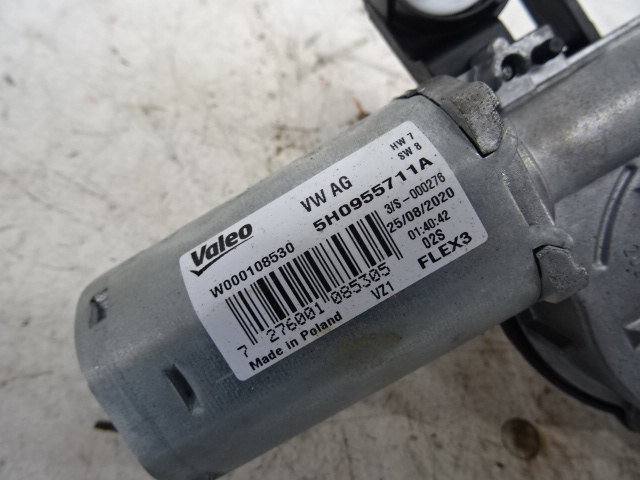 Valeo
VW AG
HW 7
SW 8
W000108530
5H0955711A
3/S-000276
25/08/2020
01:40:42
02S
FLEX3
7 276001 085305
VZ1
Made in Poland